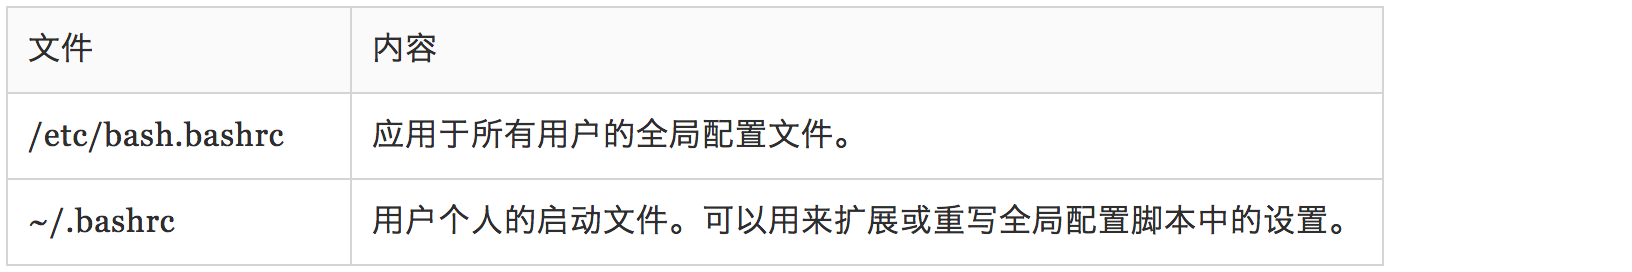 文件 内容
/etc/bash.bashrc 应用于所有用户的全局配置文件。
~/.bashrc 用户个人的启动文件。可以用来扩展或重写全局配置脚本中的设置。